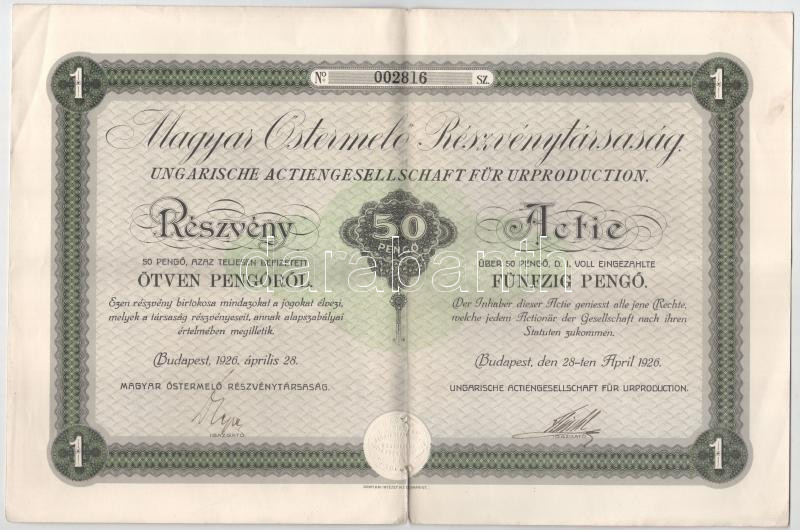 No. 002816 SZ.
1 1
Magyar Őstermelő Részvénytársaság.
UNGARISCHE ACTIENGESELLSCHAFT FÜR URPRODUCTION.
Részvény
50 PENGŐ, AZAZ TELJESEN BEFIZETETT
ÖTVEN PENGŐRŐL.
Ezen részvény birtokosa mindazokat a jogokat élvezi,
melyek a társaság részvényeseit, annak alapszabályai
értelmében megilletik.
Budapest, 1926. április 28.
MAGYAR ŐSTERMELŐ RÉSZVÉNYTÁRSASÁG.
IGAZGATÓ
50
PENGŐ
Actie
ÜBER 50 PENGŐ, D. I. VOLL EINGEZAHLTE
FÜNFZIG PENGŐ.
Der Inhaber dieser Actie geniesst alle jene Rechte,
welche jedem Actionär der Gesellschaft nach ihren
Statuten zukommen.
Budapest, den 28-ten April 1926.
UNGARISCHE ACTIENGESELLSCHAFT FÜR URPRODUCTION.
IGAZGATÓ
1 1
darabanth.com